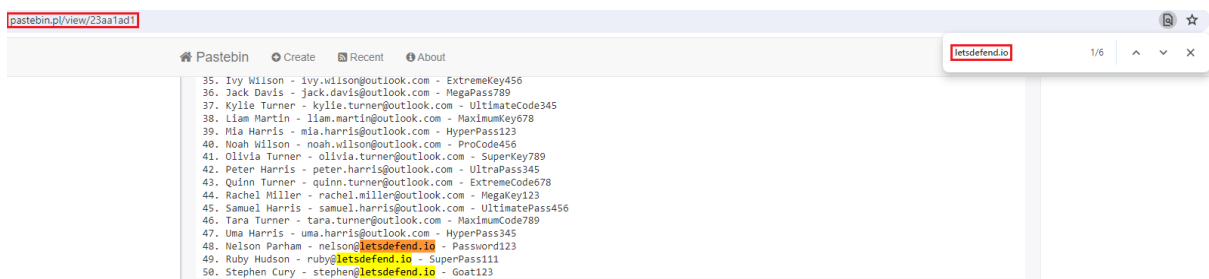 pastebin.pl/view/23aa1ad1
letsdefend.io 1/6
Pastebin Create Recent About
35. Ivy Wilson - ivy.wilson@outlook.com - ExtremeKey456
36. Jack Davis - jack.davis@outlook.com - MegaPass789
37. Kylie Turner - kylie.turner@outlook.com - UltimateCode345
38. Liam Martin - liam.martin@outlook.com - MaximumKey678
39. Mia Harris - mia.harris@outlook.com - HyperPass123
40. Noah Wilson - noah.wilson@outlook.com - ProCode456
41. Olivia Turner - olivia.turner@outlook.com - SuperKey789
42. Peter Harris - peter.harris@outlook.com - UltraPass345
43. Quinn Turner - quinn.turner@outlook.com - ExtremeCode678
44. Rachel Miller - rachel.miller@outlook.com - MegaKey123
45. Samuel Harris - samuel.harris@outlook.com - UltimatePass456
46. Tara Turner - tara.turner@outlook.com - MaximumCode789
47. Uma Harris - uma.harris@outlook.com - HyperPass345
48. Nelson Parham - nelson@letsdefend.io - Password123
49. Ruby Hudson - ruby@letsdefend.io - SuperPass111
50. Stephen Cury - stephen@letsdefend.io - Goat123